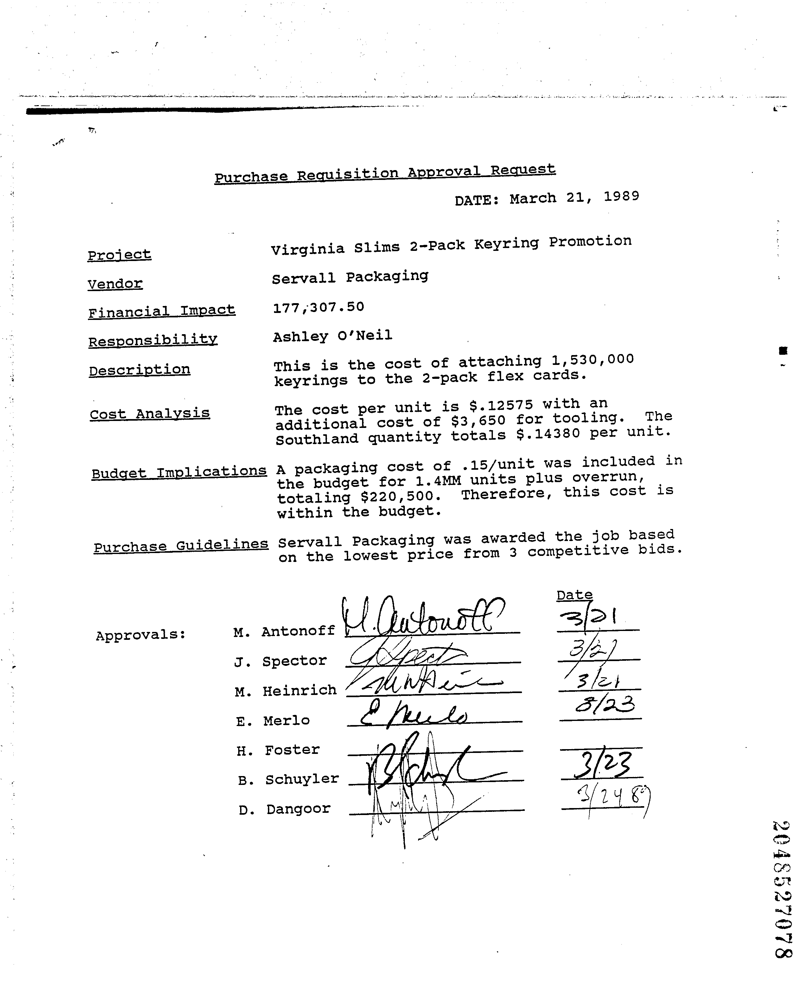 Purchase Requisition Approval Request
DATE: March 21, 1989
Project Virginia Slims 2-Pack Keyring Promotion
Vendor Servall Packaging
Financial Impact 177,307.50
Responsibility Ashley O'Neil
Description This is the cost of attaching 1,530,000
keyrings to the 2-pack flex cards.
Cost Analysis The cost per unit is $.12575 with an
additional cost of $3,650 for tooling. The
Southland quantity totals $.14380 per unit.
Budget Implications A packaging cost of .15/unit was included in
the budget for 1.4MM units plus overrun,
totaling $220,500. Therefore, this cost is
within the budget.
Purchase Guidelines Servall Packaging was awarded the job based
on the lowest price from 3 competitive bids.
Date
Approvals: M. Antonoff M. Antonoff 3/21
J. Spector J Spector 3/21
M. Heinrich 3/21
E. Merlo E Merlo 3/23
H. Foster
B. Schuyler 3/23
D. Dangoor 3/24 89
2048527078